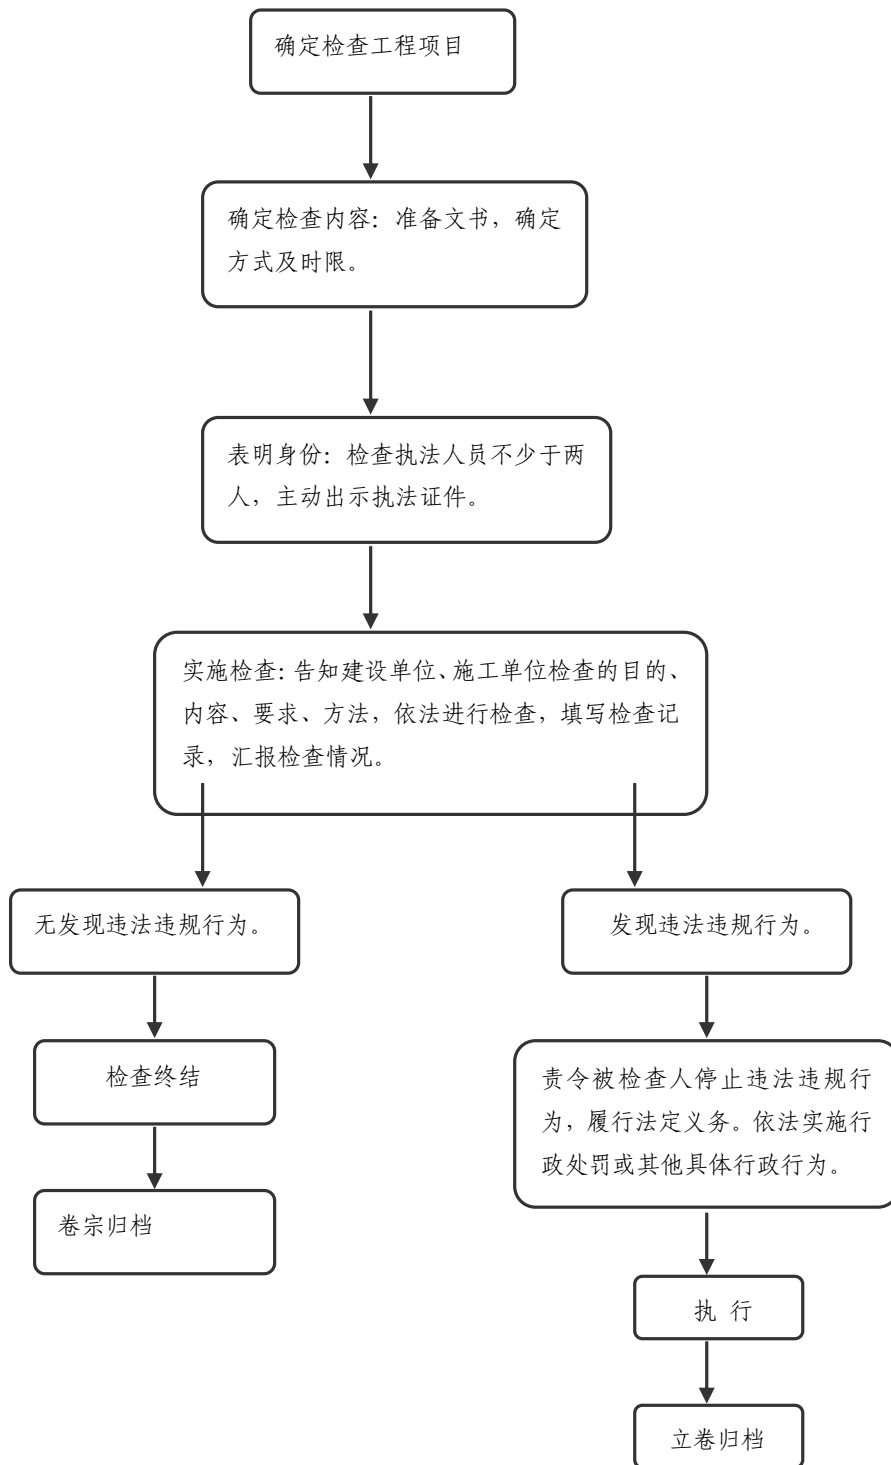 确定检查工程项目
确定检查内容：准备文书，确定
方式及时限。
表明身份：检查执法人员不少于两
人，主动出示执法证件。
实施检查：告知建设单位、施工单位检查的目的、
内容、要求、方法，依法进行检查，填写检查记
录，汇报检查情况。
无发现违法违规行为。
发现违法违规行为。
检查终结
责令被检查人停止违法违规行
为，履行法定义务。依法实施行
政处罚或其他具体行政行为。
卷宗归档
执 行
立卷归档